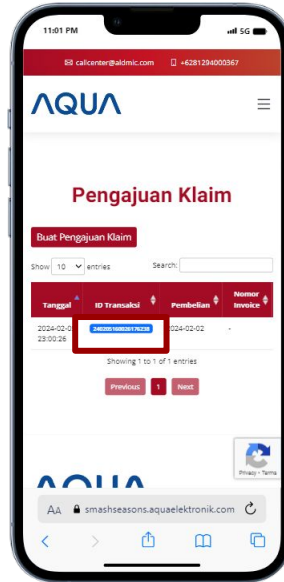 11:01 PM
5G
callcenter@aldmic.com +6281294000367
AQUA
Pengajuan Klaim
Buat Pengajuan Klaim
Show 10 entries Search:
Tanggal ID Transaksi Pembelian Nomor Invoice
2024-02-0 2024-02-02 -
23:00:26
Showing 1 to 1 of 1 entries
Previous 1 Next
AQUA
Privacy - Terms
AA smashseasons.aquaelektronik.com